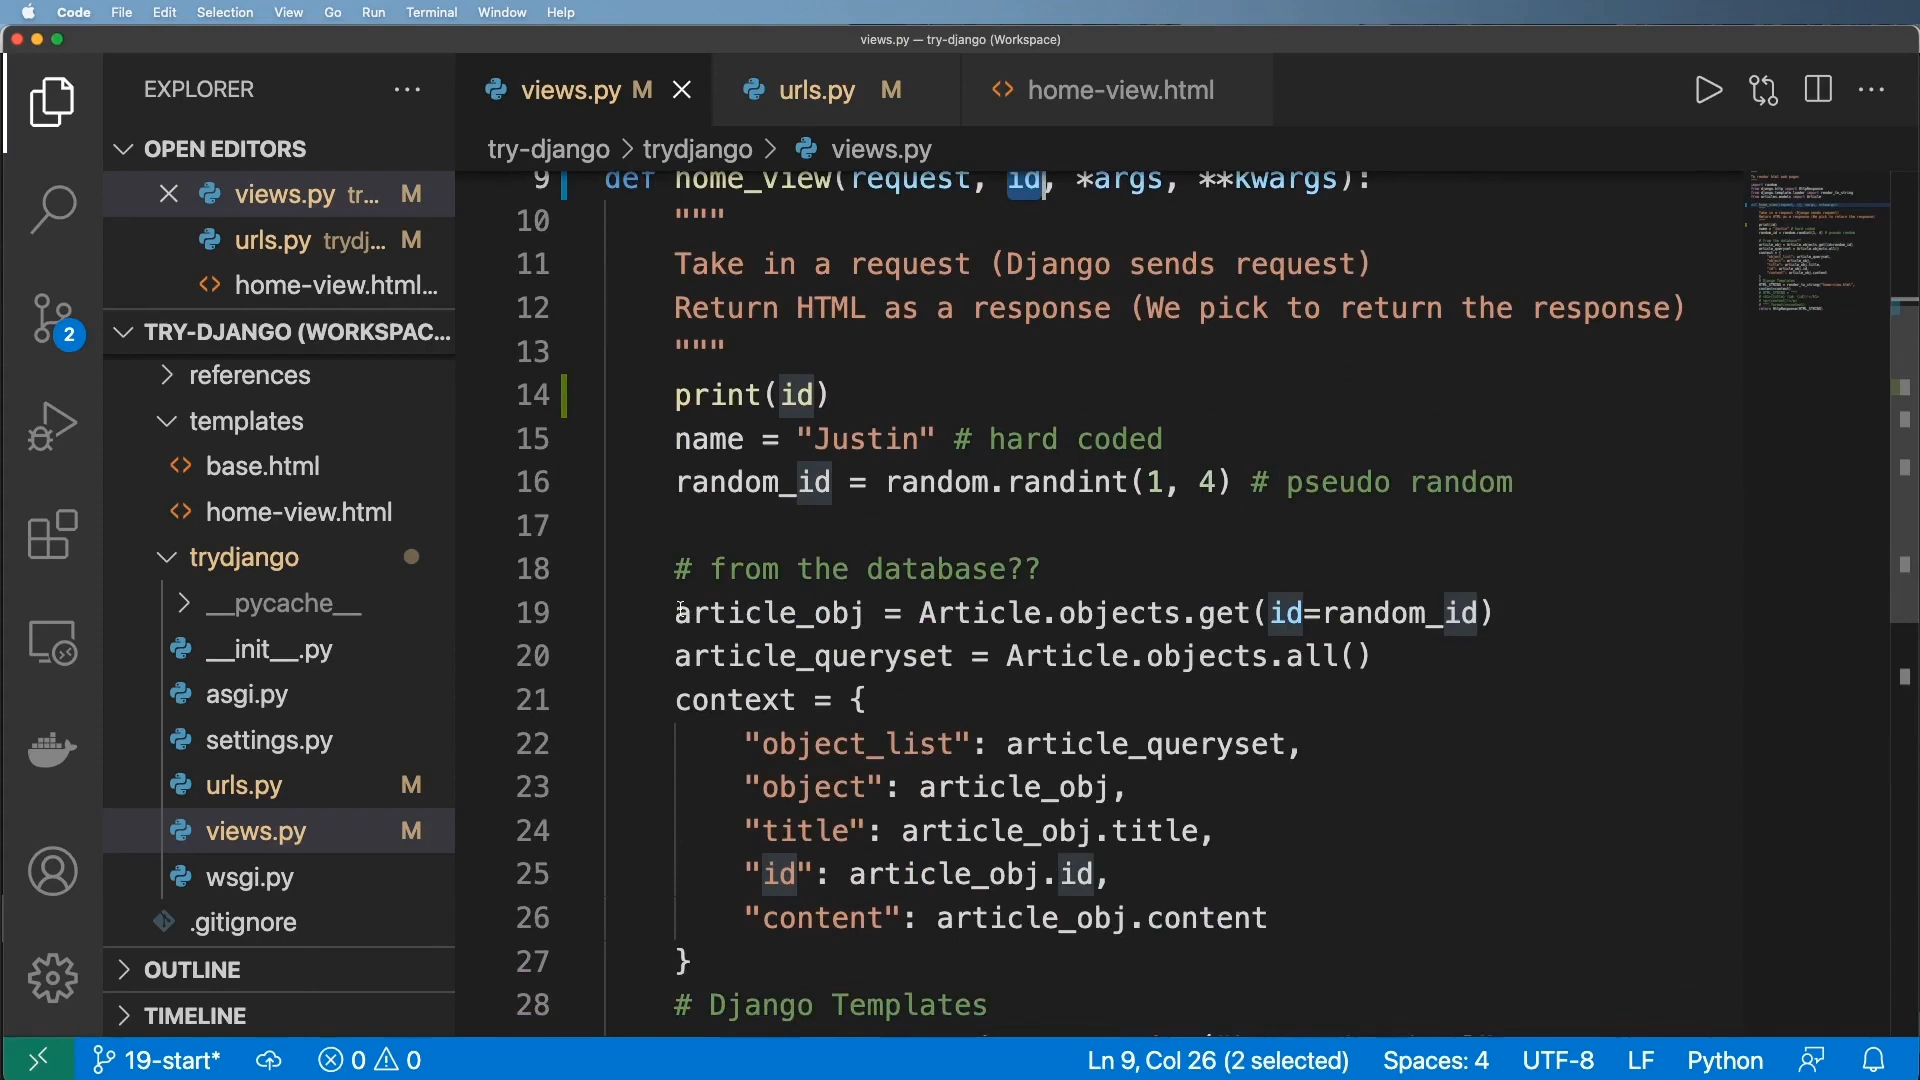 Code File Edit Selection View Go Run Terminal Window Help
views.py — try-django (Workspace)
EXPLORER
views.py M
urls.py M
home-view.html
OPEN EDITORS
try-django > trydjango > views.py
views.py tr... M
urls.py trydj... M
home-view.html...
TRY-DJANGO (WORKSPAC...
references
templates
base.html
home-view.html
trydjango
__pycache__
__init__.py
asgi.py
settings.py
urls.py M
views.py M
wsgi.py
.gitignore
OUTLINE
TIMELINE
2
9 def home_view(request, id, *args, **kwargs):
10 """
11 Take in a request (Django sends request)
12 Return HTML as a response (We pick to return the response)
13 """
14 print(id)
15 name = "Justin" # hard coded
16 random_id = random.randint(1, 4) # pseudo random
17
18 # from the database??
19 article_obj = Article.objects.get(id=random_id)
20 article_queryset = Article.objects.all()
21 context = {
22 "object_list": article_queryset,
23 "object": article_obj,
24 "title": article_obj.title,
25 "id": article_obj.id,
26 "content": article_obj.content
27 }
28 # Django Templates
19-start* 0 0 Ln 9, Col 26 (2 selected) Spaces: 4 UTF-8 LF Python